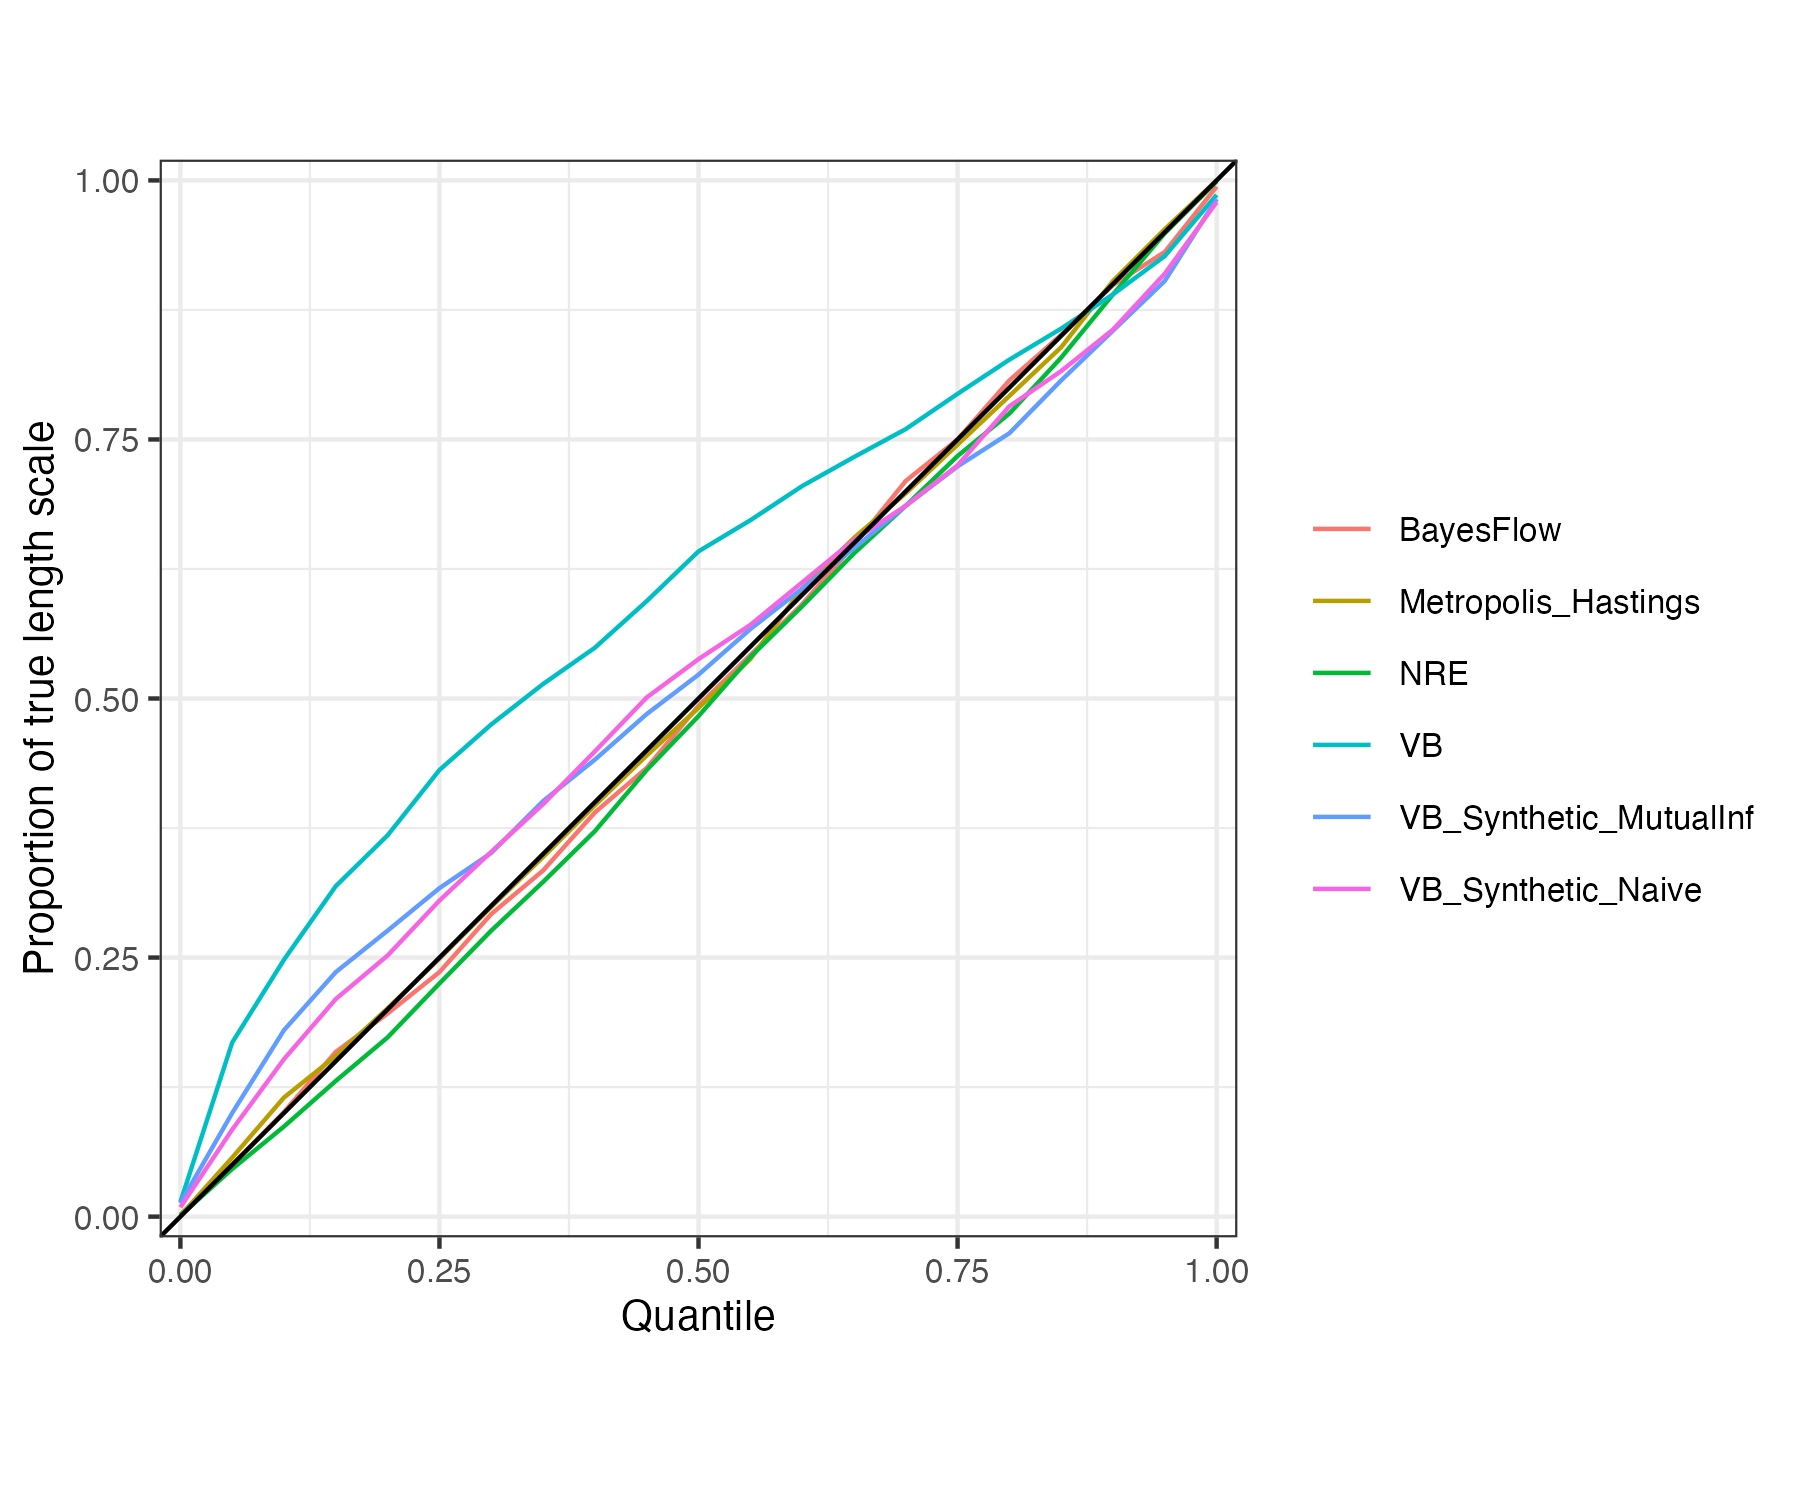 1.00
0.75
0.50
0.25
0.00
Proportion of true length scale
0.00 0.25 0.50 0.75 1.00
Quantile
BayesFlow
Metropolis_Hastings
NRE
VB
VB_Synthetic_MutualInf
VB_Synthetic_Naive